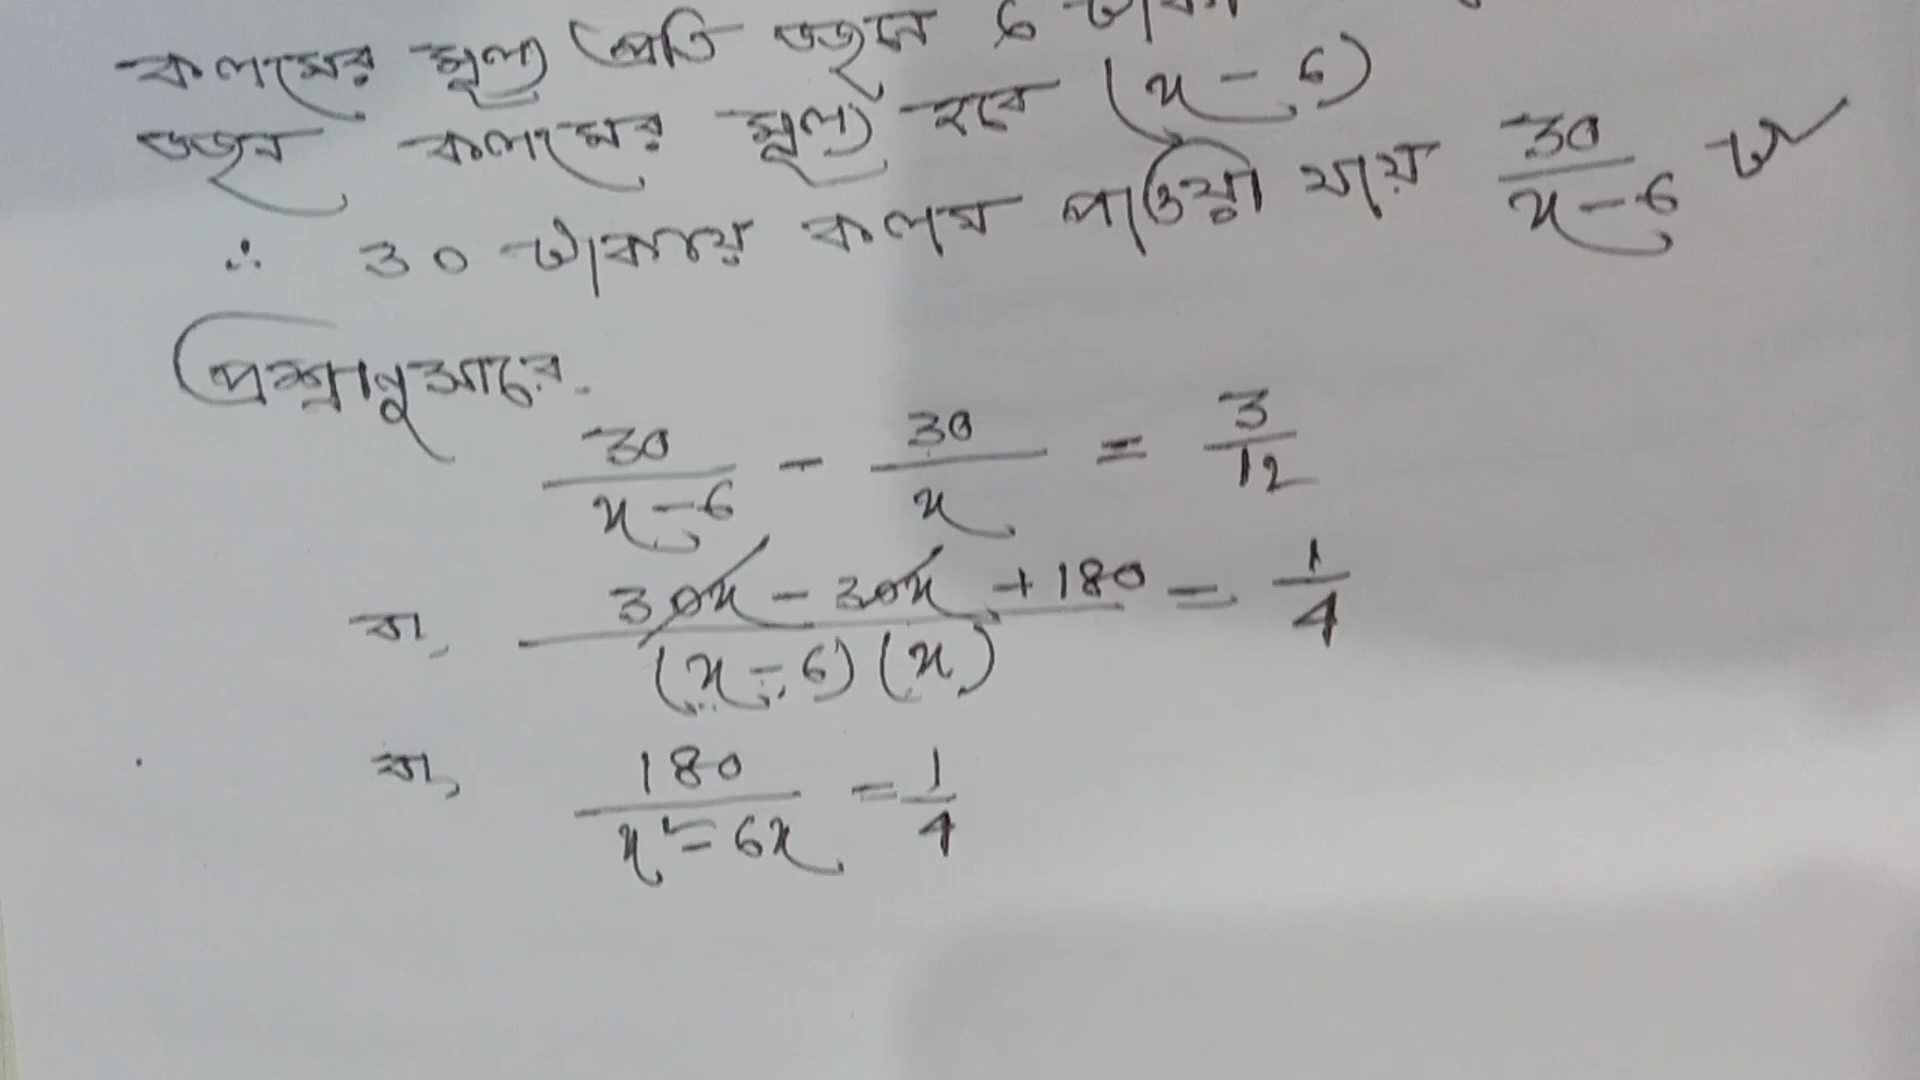 কলমের মূল্য প্রতি ডজনে 6 টাকা
ডজন কলমের মূল্য হবে (x - 6)
∴ 30 টাকায় কলম পাওয়া যায় 30/(x-6) ড
প্রশ্নানুসারে,
30/(x-6) - 30/x = 3/12
বা, (30x - 30x + 180)/((x-6)(x)) = 1/4
বা, 180/(x²-6x) = 1/4